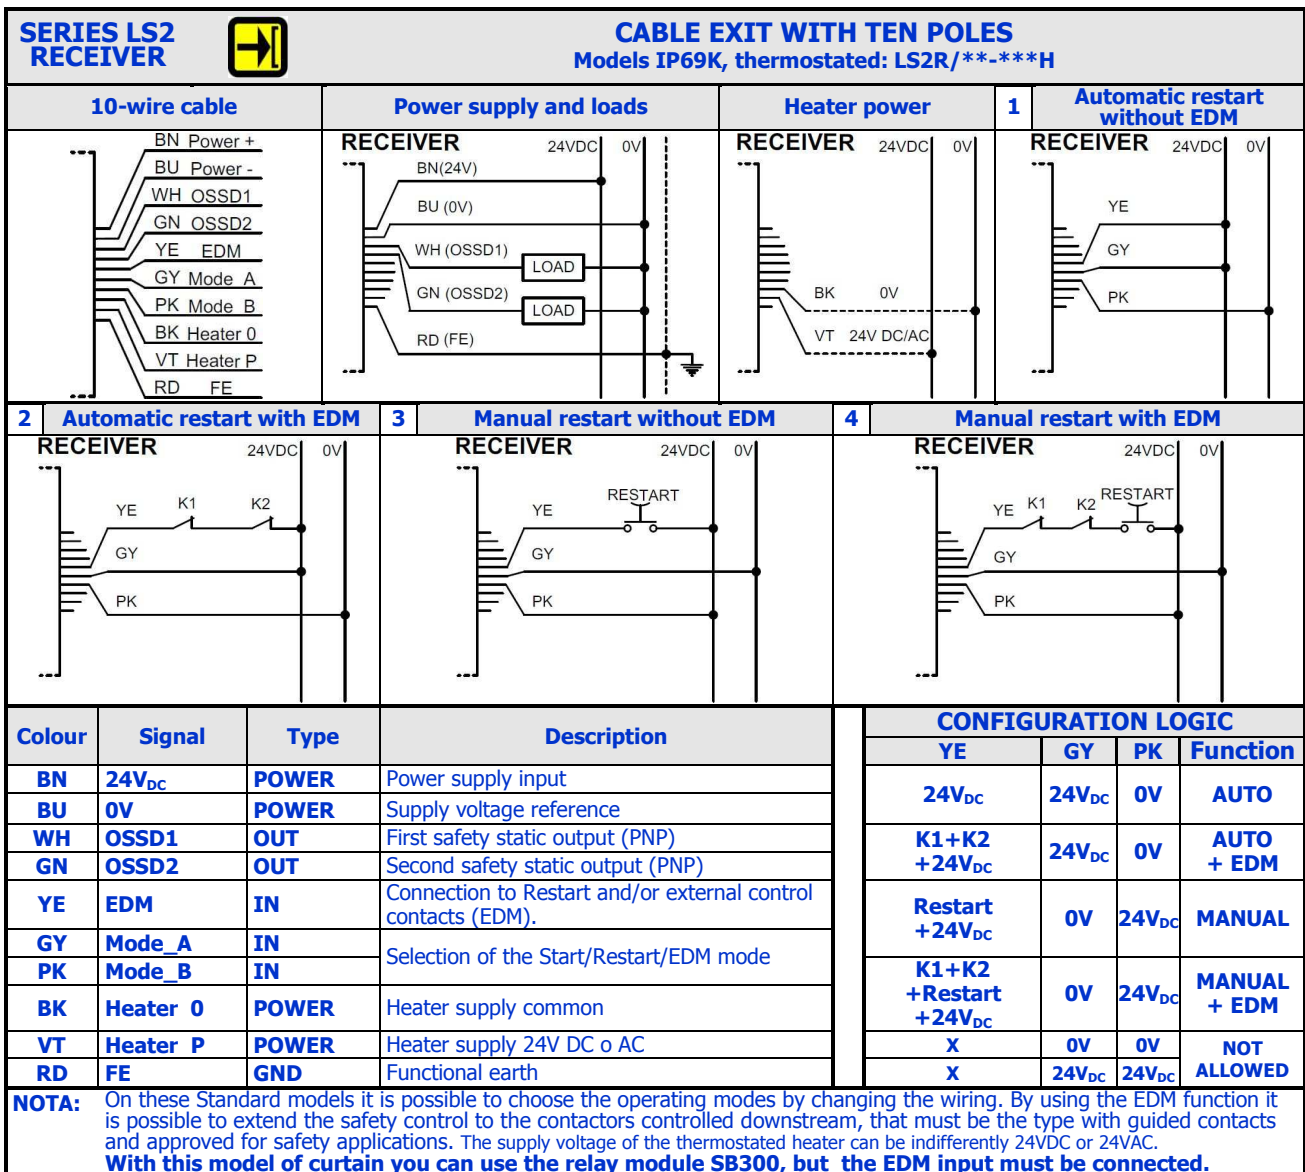 SERIES LS2
RECEIVER
CABLE EXIT WITH TEN POLES
Models IP69K, thermostated: LS2R/**-***H
10-wire cable
Power supply and loads
Heater power
1
Automatic restart
without EDM
BN Power +
BU Power -
WH OSSD1
GN OSSD2
YE EDM
GY Mode_A
PK Mode_B
BK Heater 0
VT Heater P
RD FE
RECEIVER
24VDC 0V
BN(24V)
BU (0V)
WH (OSSD1)
LOAD
GN (OSSD2)
LOAD
RD (FE)
RECEIVER
24VDC 0V
BK 0V
VT 24V DC/AC
RECEIVER
24VDC 0V
YE
GY
PK
2
Automatic restart with EDM
3
Manual restart without EDM
4
Manual restart with EDM
RECEIVER
24VDC 0V
YE K1 K2
GY
PK
RECEIVER
24VDC 0V
RESTART
YE
GY
PK
RECEIVER
24VDC 0V
YE K1 K2 RESTART
GY
PK
Colour Signal Type Description
BN 24VDC POWER Power supply input
BU 0V POWER Supply voltage reference
WH OSSD1 OUT First safety static output (PNP)
GN OSSD2 OUT Second safety static output (PNP)
YE EDM IN Connection to Restart and/or external control
contacts (EDM).
GY Mode_A IN
PK Mode_B IN
Selection of the Start/Restart/EDM mode
BK Heater 0 POWER Heater supply common
VT Heater P POWER Heater supply 24V DC o AC
RD FE GND Functional earth
CONFIGURATION LOGIC
YE GY PK Function
24VDC 24VDC 0V AUTO
K1+K2
+24VDC
24VDC 0V
AUTO
+ EDM
Restart
+24VDC
0V 24VDC MANUAL
K1+K2
+Restart
+24VDC
0V 24VDC
MANUAL
+ EDM
X 0V 0V
X 24VDC 24VDC
NOT
ALLOWED
NOTA: On these Standard models it is possible to choose the operating modes by changing the wiring. By using the EDM function it
is possible to extend the safety control to the contactors controlled downstream, that must be the type with guided contacts
and approved for safety applications. The supply voltage of the thermostated heater can be indifferently 24VDC or 24VAC.
With this model of curtain you can use the relay module SB300, but the EDM input must be connected.